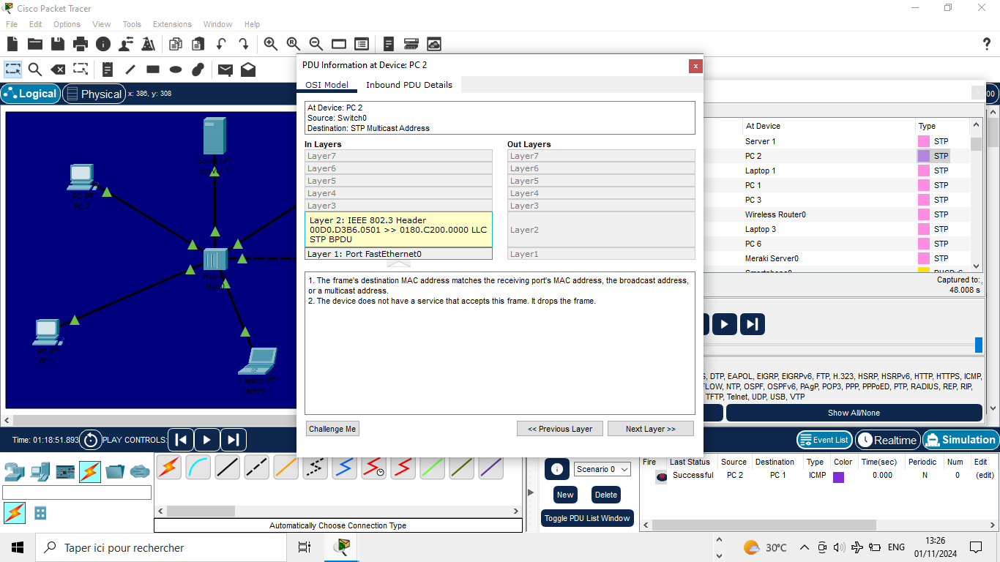 Cisco Packet Tracer
File Edit Options View Tools Extensions Window Help
PDU Information at Device: PC 2
x
OSI Model Inbound PDU Details
Logical Physical x: 386, y: 308
At Device: PC 2
Source: Switch0
Destination: STP Multicast Address
In Layers Out Layers
Layer7 Layer7
Layer6 Layer6
Layer5 Layer5
Layer4 Layer4
Layer3 Layer3
Layer 2: IEEE 802.3 Header
00D0.D3B6.0501 >> 0180.C200.0000 LLC
STP BPDU
Layer2
Layer 1: Port FastEthernet0 Layer1
1. The frame's destination MAC address matches the receiving port's MAC address, the broadcast address,
or a multicast address.
2. The device does not have a service that accepts this frame. It drops the frame.
Challenge Me << Previous Layer Next Layer >>
PC-PT
PC 2
PC-PT
PC 1
Laptop-PT
Laptop 1
At Device Type
Server 1 STP
PC 2 STP
Laptop 1 STP
PC 1 STP
PC 3 STP
Wireless Router0 STP
Laptop 3 STP
PC 6 STP
Meraki Server0 STP
Smartphone0 DHCPv6
Captured to:
48.008 s
DTP, EAPOL, EIGRP, EIGRPv6, FTP, H.323, HSRP, HSRPv6, HTTP, HTTPS, ICMP,
NTP, OSPF, OSPFv6, PAgP, POP3, PPP, PPPoED, PTP, RADIUS, REP, RIP,
TFTP, Telnet, UDP, USB, VTP
Show All/None
Time: 01:18:51.893 PLAY CONTROLS:
Event List Realtime Simulation
Automatically Choose Connection Type
Scenario 0
New Delete
Toggle PDU List Window
Fire Last Status Source Destination Type Color Time(sec) Periodic Num Edit
Successful PC 2 PC 1 ICMP 0.000 N 0 (edit)
Taper ici pour rechercher
30°C ENG
13:26
01/11/2024